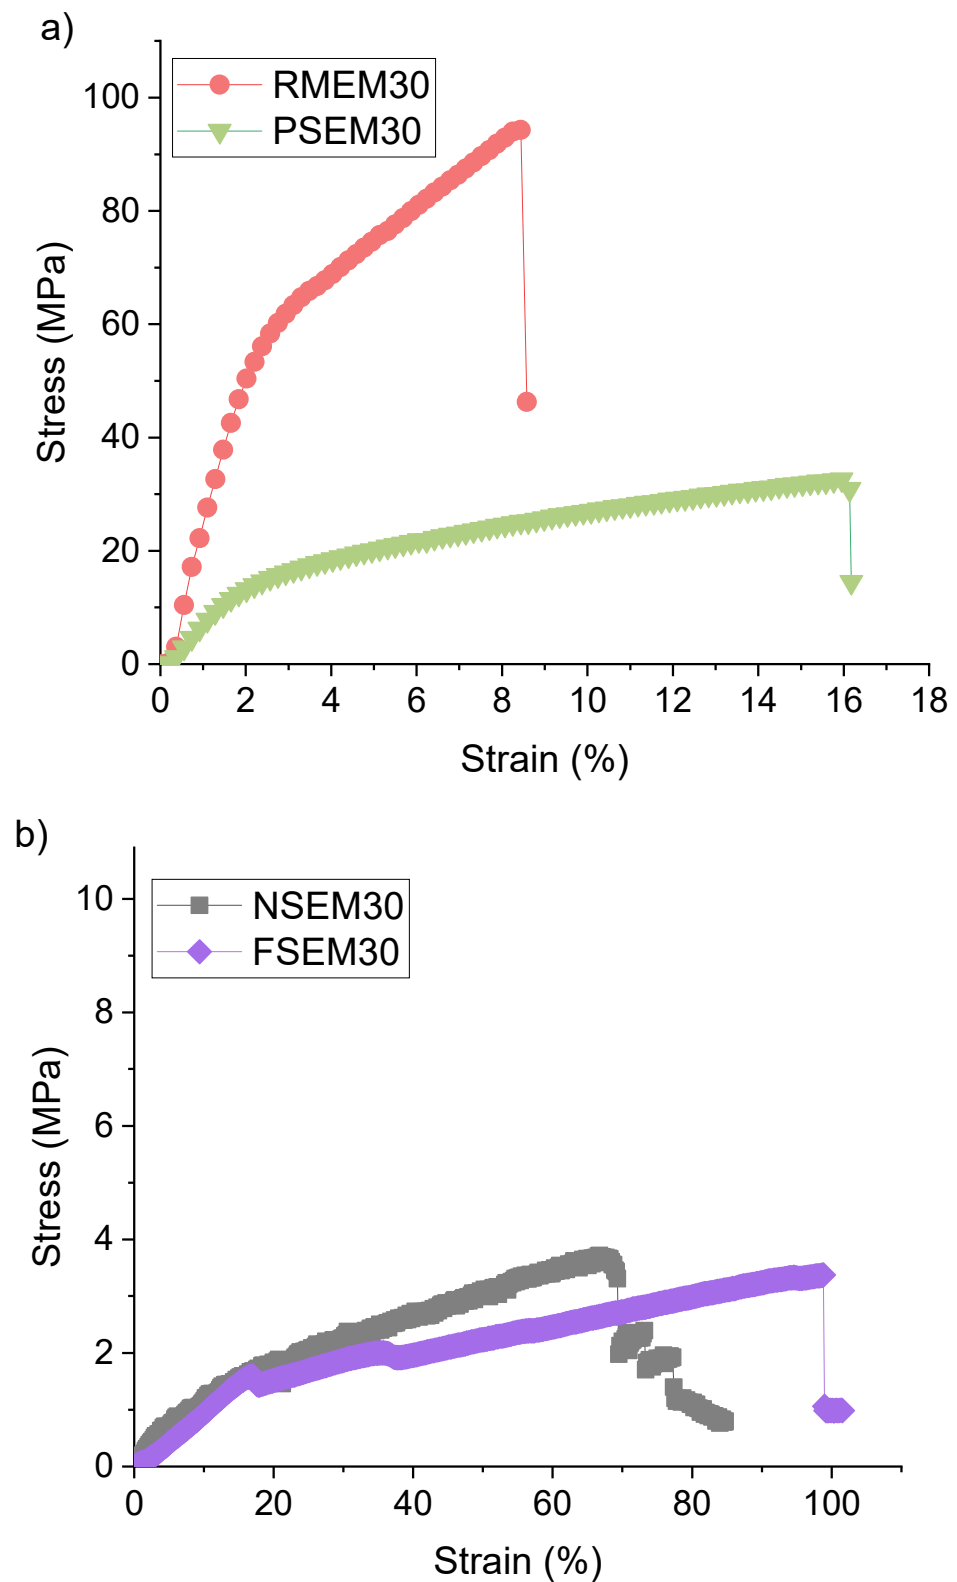 a)
RMEM30
PSEM30
100
80
60
40
20
0
Stress (MPa)
0 2 4 6 8 10 12 14 16 18
Strain (%)
b)
NSEM30
FSEM30
10
8
6
4
2
0
Stress (MPa)
0 20 40 60 80 100
Strain (%)